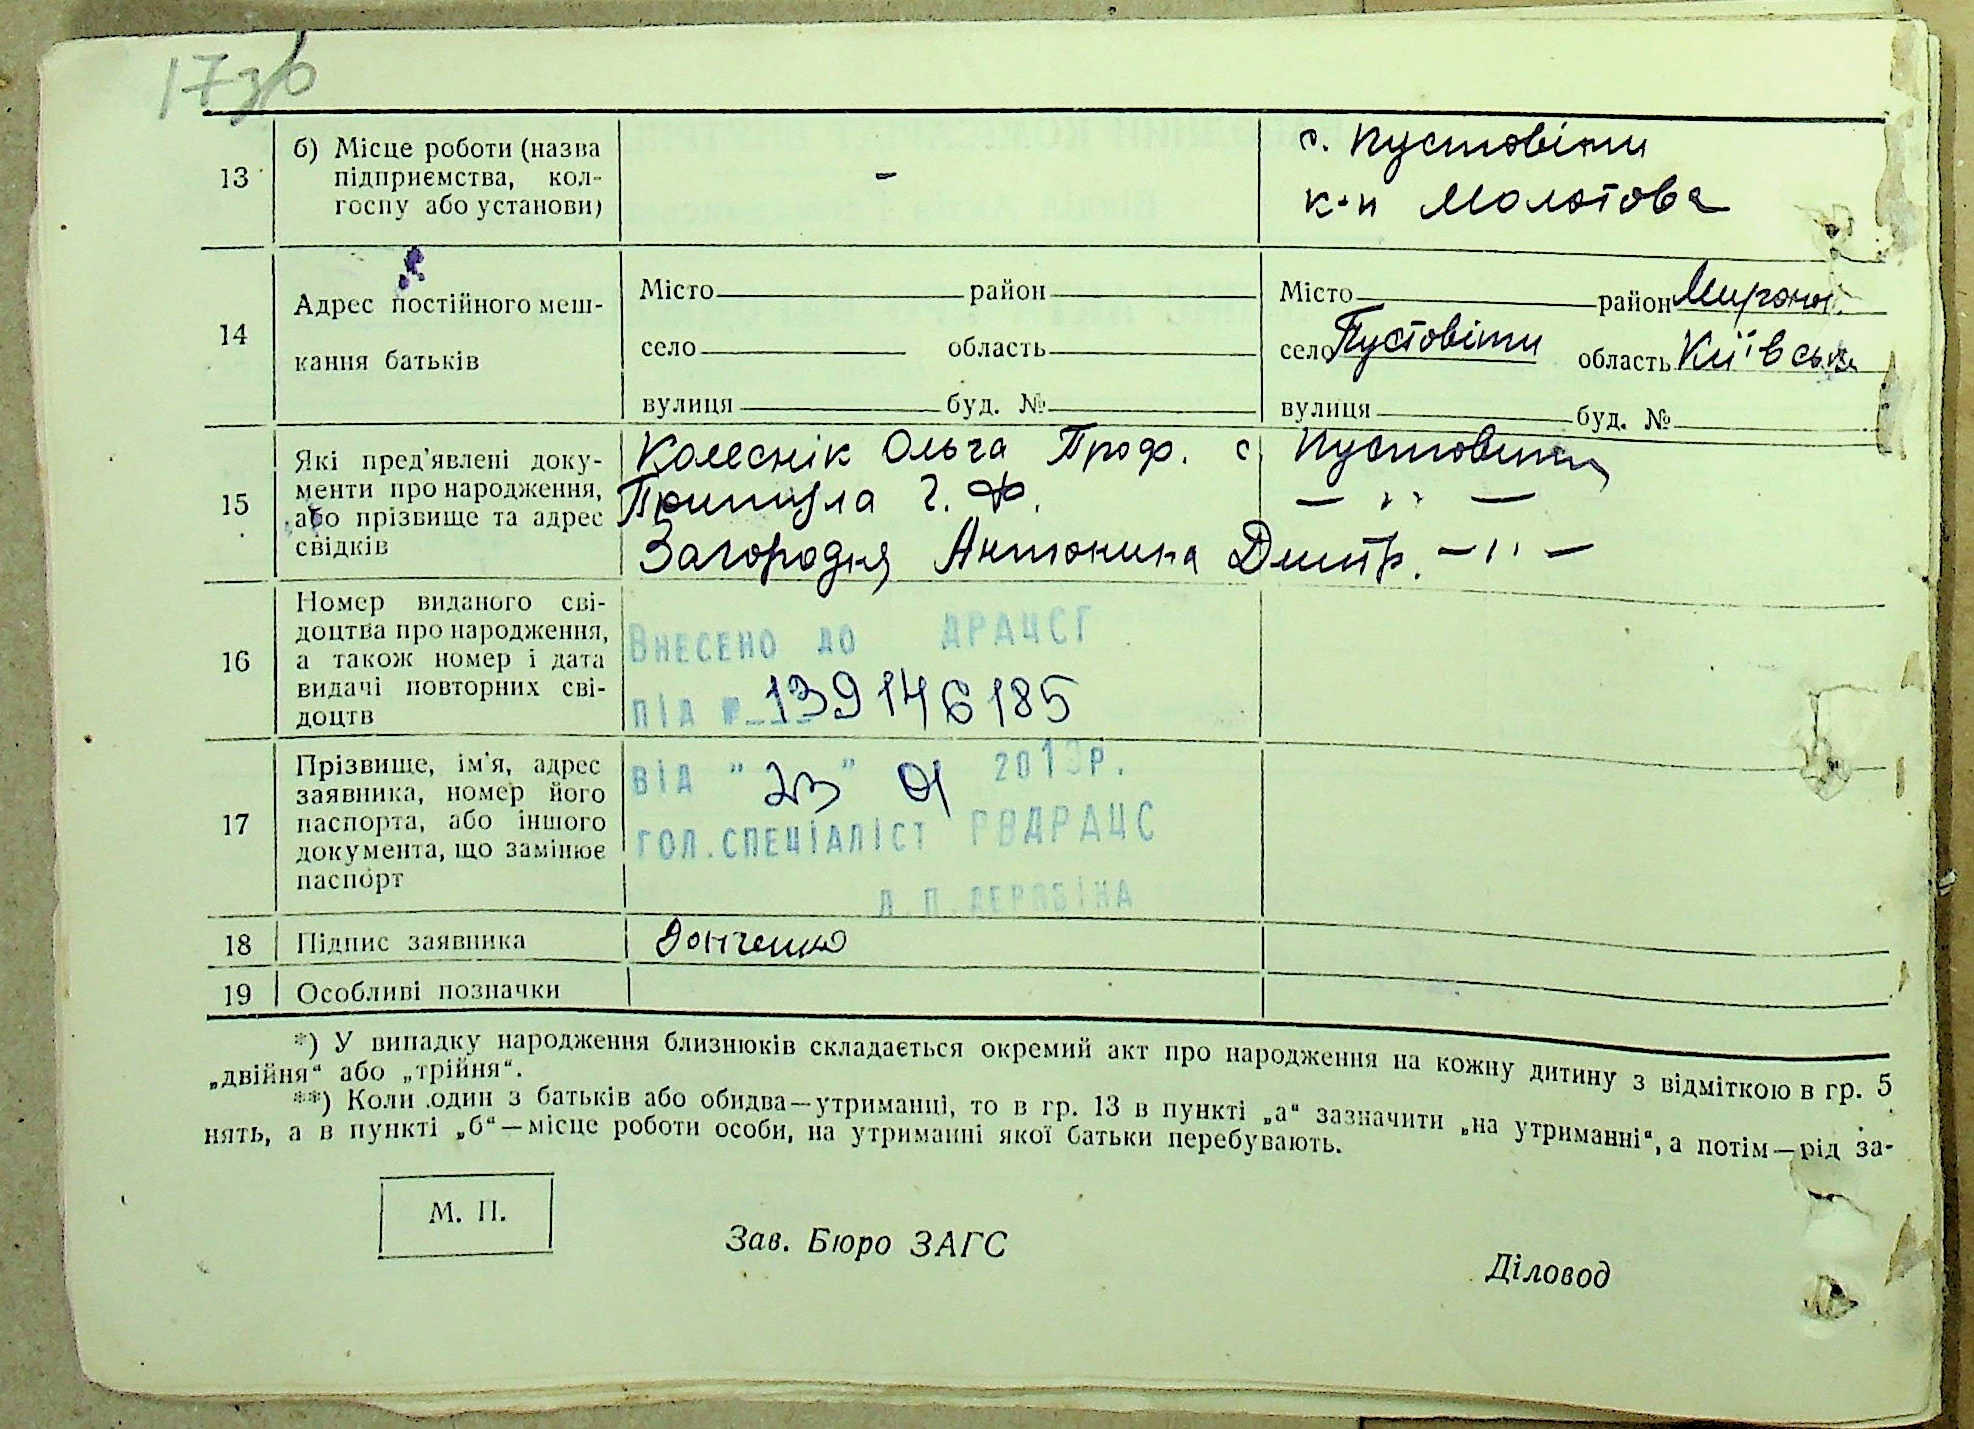 17зв
13
б) Місце роботи (назва
підприємства, кол-
госпу або установи)
-
с. Пустовіти
к-п Молотова
14
Адрес постійного меш-
кання батьків
Місто район
село область
вулиця буд. №
Місто район Мирон.
село Пустовіти область Київськ
вулиця буд. №
15
Які пред'явлені доку-
менти про народження,
або прізвище та адрес
свідків
Колеснік Ольга Проф. с. Пустовіти
Г. Ф. — ,, —
Загородня Антонина Дмитр. — ,, —
16
Номер виданого сві-
доцтва про народження,
а також номер і дата
видачі повторних сві-
доцтв
Внесено до ДРАЦСГ
під № 139146185
17
Прізвище, ім'я, адрес
заявника, номер його
паспорта, або іншого
документа, що замінює
паспорт
від "23" 01 2013р.
гол.спеціаліст РВДРАЦС
Л.П.Дерябіна
18
Підпис заявника
19
Особливі позначки
*) У випадку народження близнюків складається окремий акт про народження на кожну дитину з відміткою в гр. 5
„двійня“ або „трійня“.
**) Коли один з батьків або обидва—утриманці, то в гр. 13 в пункті „а“ зазначити „на утриманні“, а потім—рід за-
нять, а в пункті „б“—місце роботи особи, на утриманні якої батьки перебувають.
М. П.
Зав. Бюро ЗАГС
Діловод